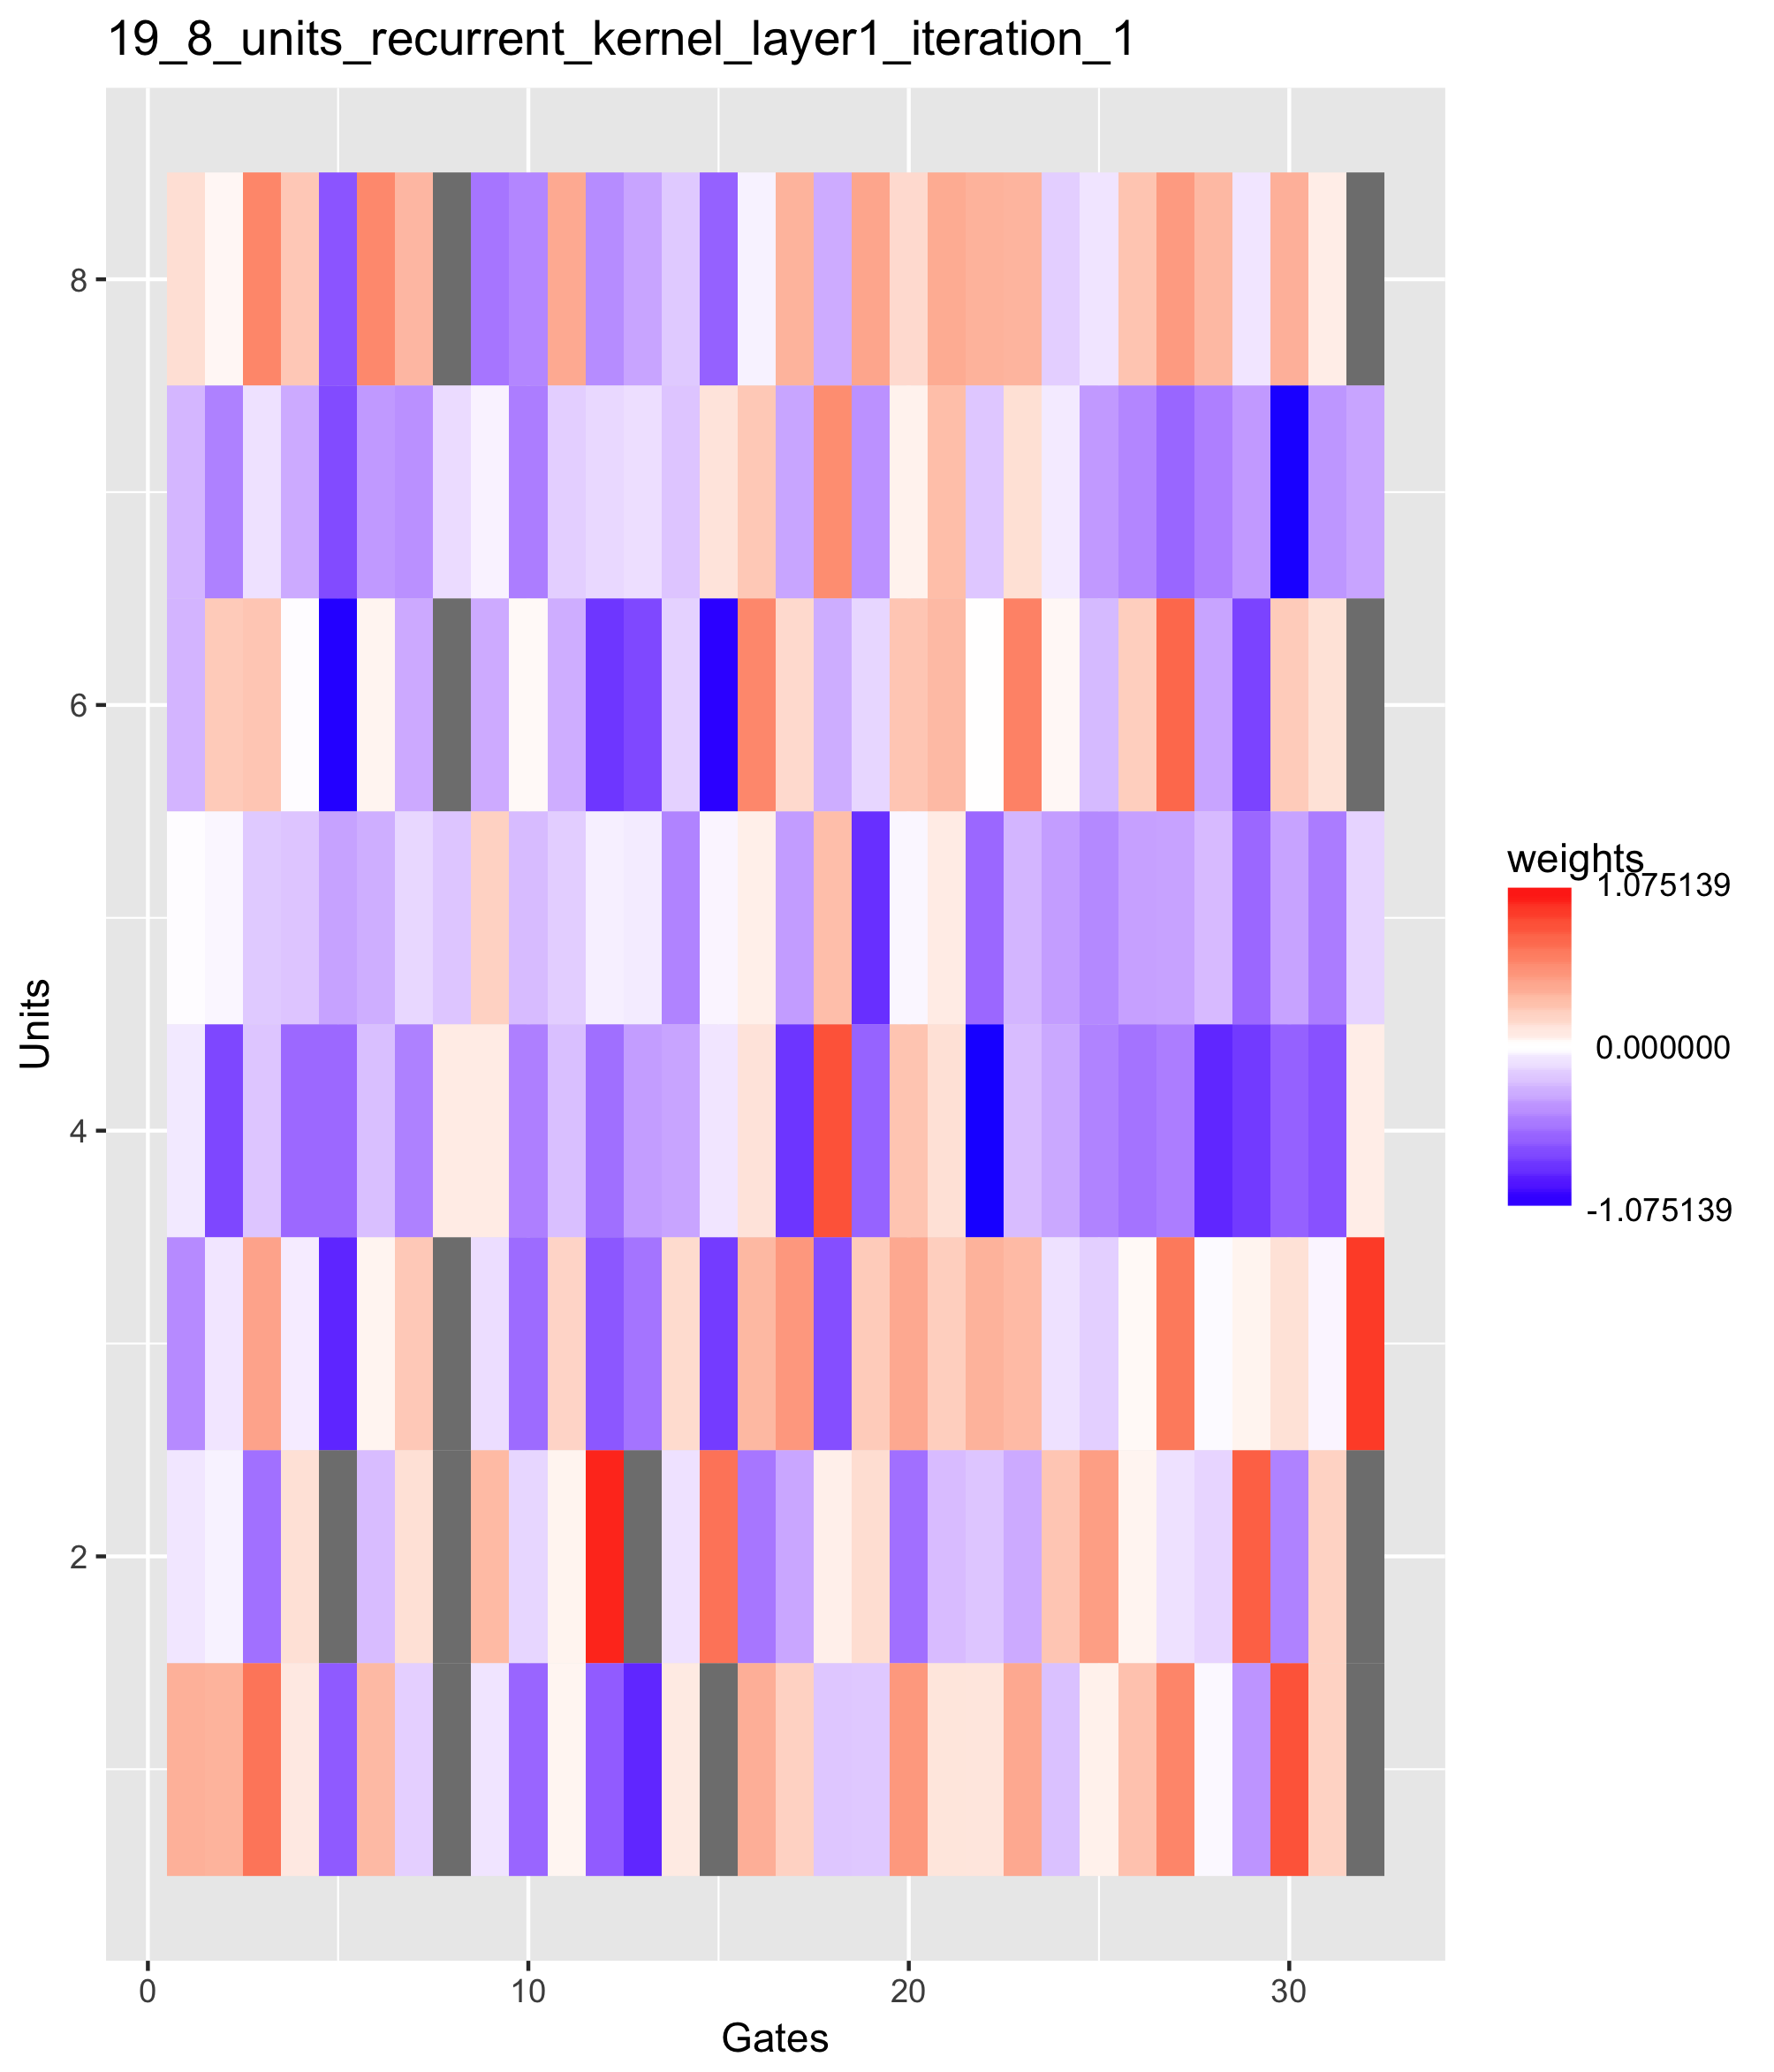 19_8_units_recurrent_kernel_layer1_iteration_1
8
6
4
2
Units
0 10 20 30
Gates
weights
1.075139
0.000000
-1.075139